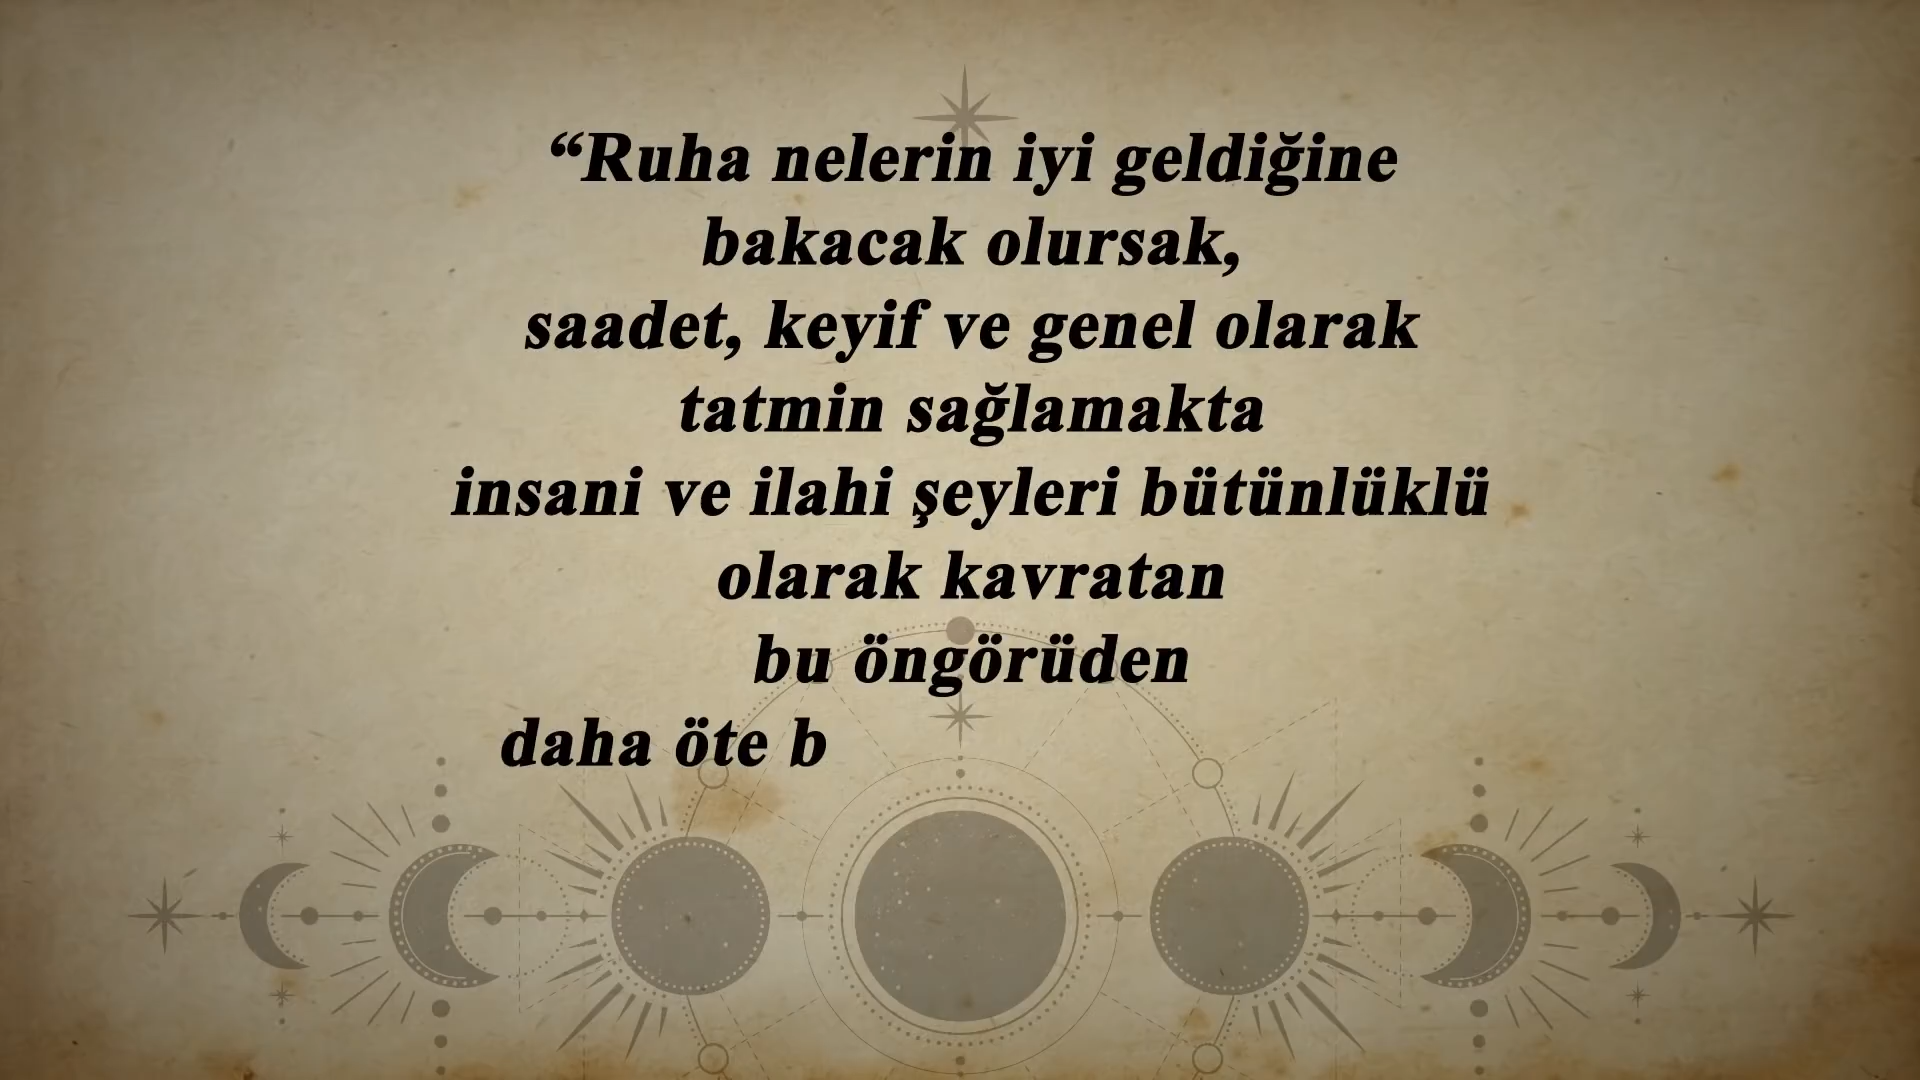 “Ruha nelerin iyi geldiğine
bakacak olursak,
saadet, keyif ve genel olarak
tatmin sağlamakta
insani ve ilahi şeyleri bütünlüklü
olarak kavratan
bu öngörüden
daha öte b